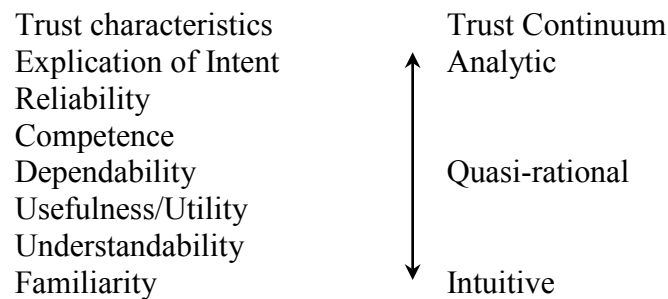 Trust characteristics Trust Continuum
Explication of Intent Analytic
Reliability
Competence
Dependability Quasi-rational
Usefulness/Utility
Understandability
Familiarity Intuitive